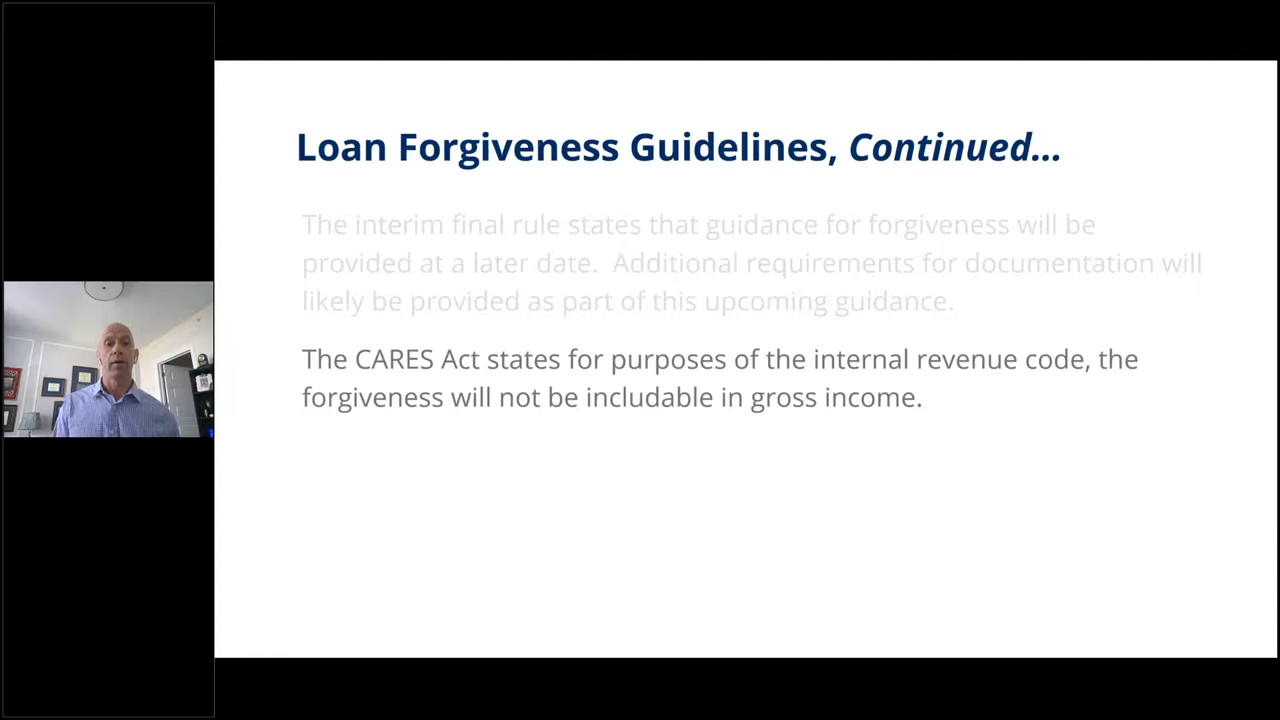 Loan Forgiveness Guidelines, Continued...
The interim final rule states that guidance for forgiveness will be
provided at a later date.  Additional requirements for documentation will
likely be provided as part of this upcoming guidance.
The CARES Act states for purposes of the internal revenue code, the
forgiveness will not be includable in gross income.